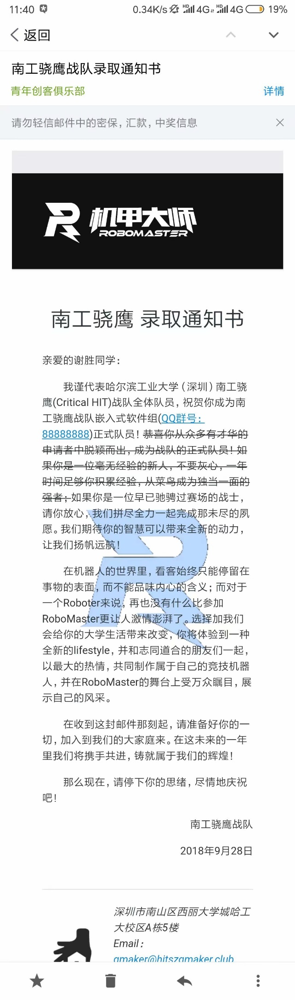 11:40 0.34K/s HD 4G HD 4G 19%
返回
南工骁鹰战队录取通知书
青年创客俱乐部 详情
请勿轻信邮件中的密保，汇款，中奖信息
机甲大师
ROBOMASTER
南工骁鹰 录取通知书
亲爱的谢胜同学：
我谨代表哈尔滨工业大学（深圳）南工骁
鹰(Critical HIT)战队全体队员，祝贺你成为南
工骁鹰战队嵌入式软件组(QQ群号：
88888888)正式队员！恭喜你从众多有才华的
申请者中脱颖而出，成为战队的正式队员！如
果你是一位毫无经验的新人，不要灰心，一年
时间足够你积累经验，从菜鸟成为独当一面的
强者；如果你是一位早已驰骋过赛场的战士，
请你放心，我们拼尽全力一起完成那未尽的夙
愿。我们期待你的智慧可以带来全新的动力，
让我们扬帆远航！
在机器人的世界里，看客始终只能停留在
事物的表面，而不能品味内心的含义；而对于
一个Roboter来说，再也没有什么比参加
RoboMaster更让人激情澎湃了。选择加我们
会给你的大学生活带来改变，你将体验到一种
全新的lifestyle，并和志同道合的朋友们一起，
以最大的热情，共同制作属于自己的竞技机器
人，并在RoboMaster的舞台上受万众瞩目，展
示自己的风采。
在收到这封邮件那刻起，请准备好你的一
切，加入到我们的大家庭来。在这未来的一年
里我们将携手共进，铸就属于我们的辉煌！
那么现在，请停下你的思绪，尽情地庆祝
吧！
南工骁鹰战队
2018年9月28日
深圳市南山区西丽大学城哈工
大校区A栋5楼
Email：
qmaker@hitszqmaker.club